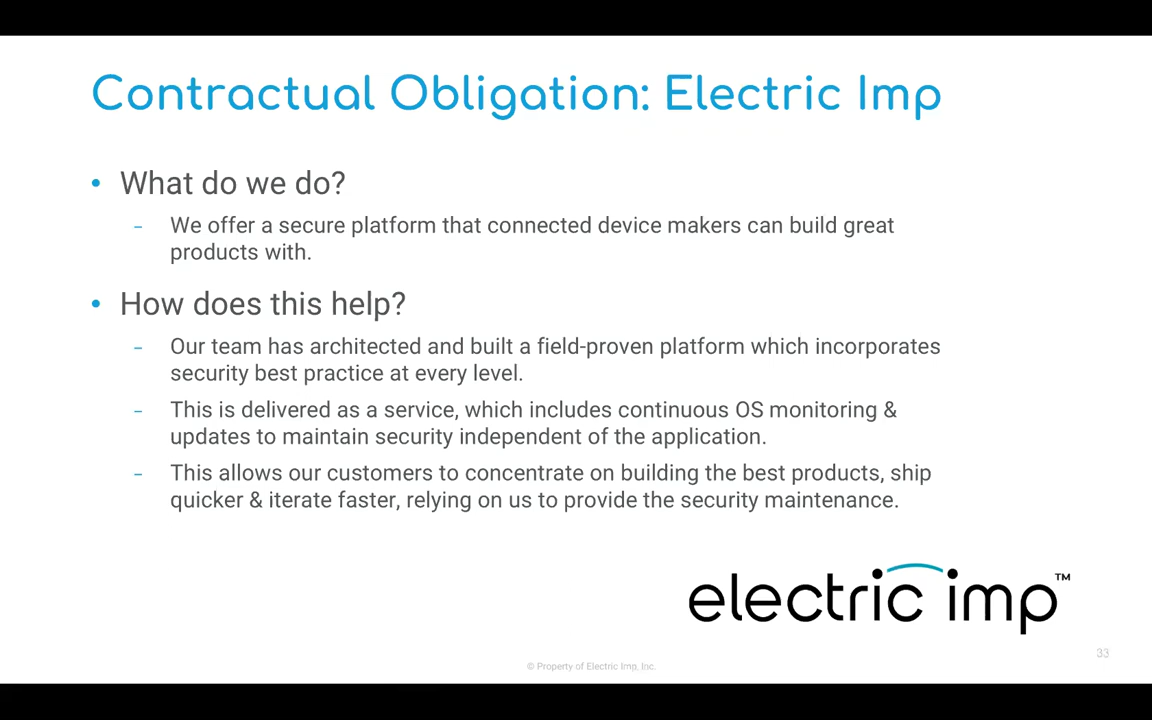 Contractual Obligation: Electric Imp
• What do we do?
– We offer a secure platform that connected device makers can build great
products with.
• How does this help?
– Our team has architected and built a field-proven platform which incorporates
security best practice at every level.
– This is delivered as a service, which includes continuous OS monitoring &
updates to maintain security independent of the application.
– This allows our customers to concentrate on building the best products, ship
quicker & iterate faster, relying on us to provide the security maintenance.
electric imp™
33
© Property of Electric Imp, Inc.